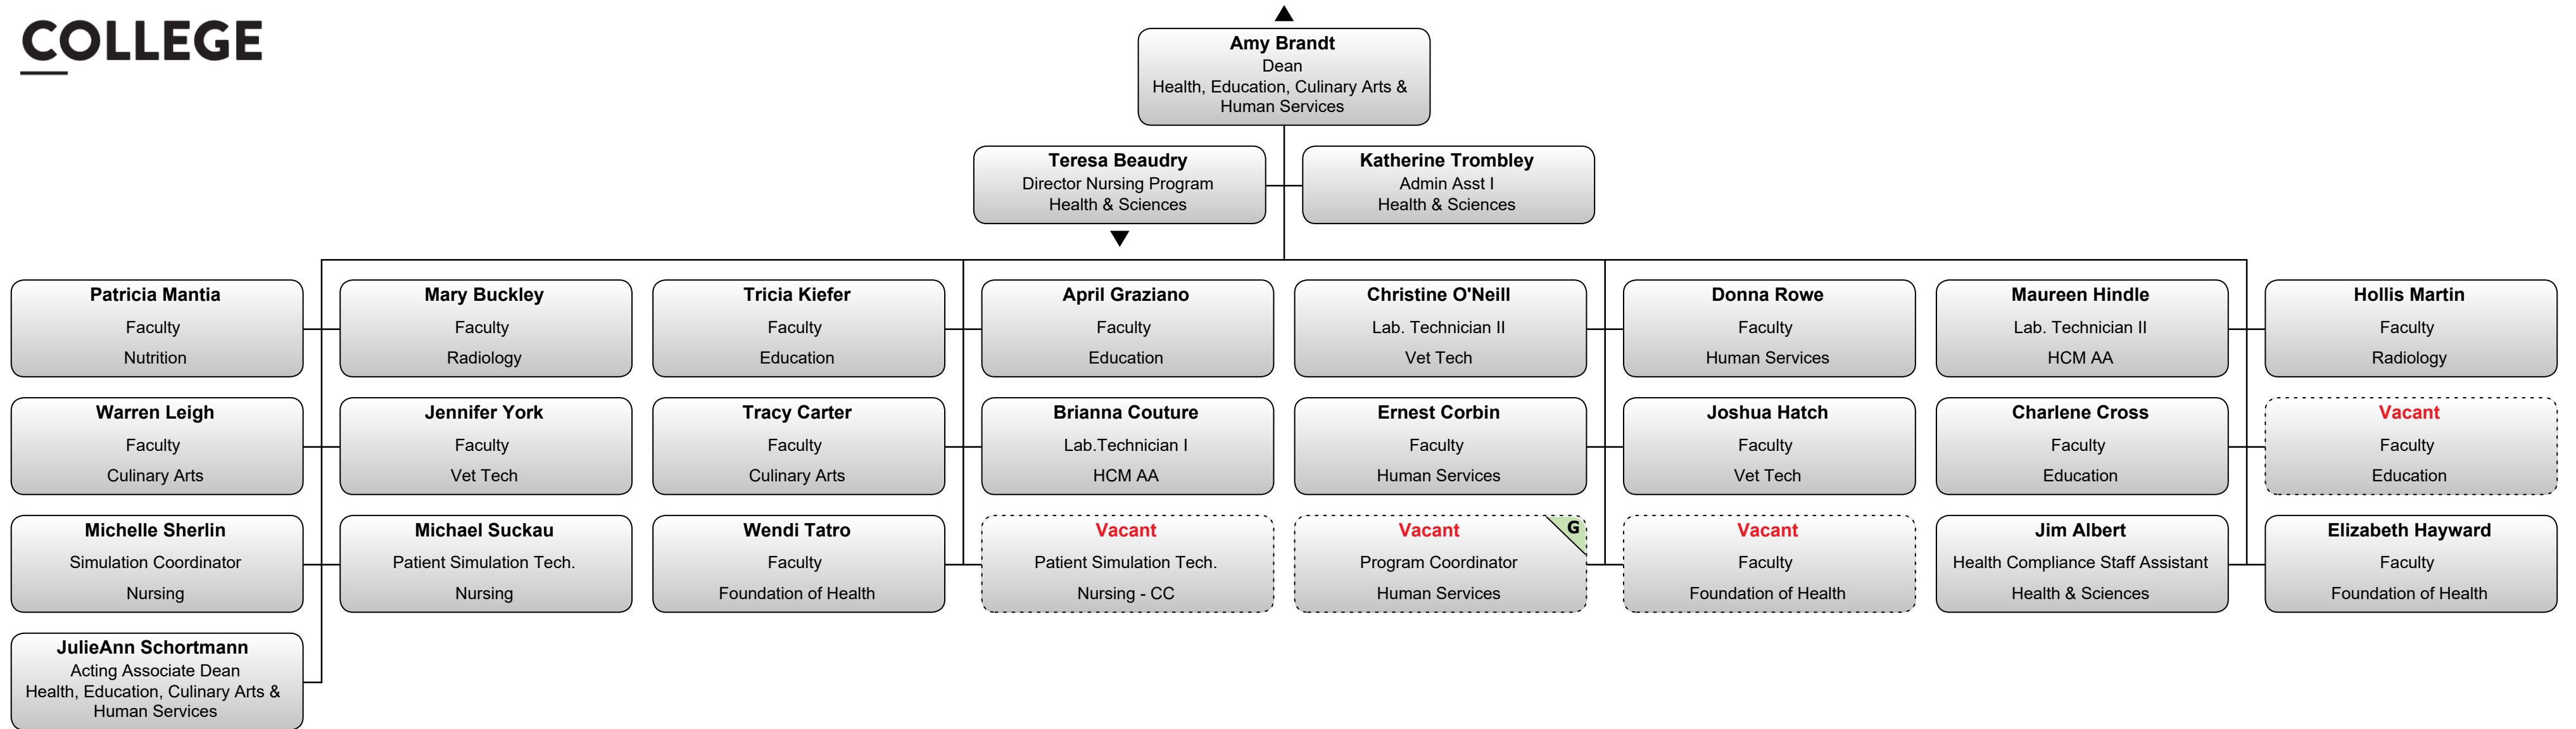 COLLEGE
Amy Brandt
Dean
Health, Education, Culinary Arts &
Human Services
Teresa Beaudry
Director Nursing Program
Health & Sciences
Katherine Trombley
Admin Asst I
Health & Sciences
Patricia Mantia
Faculty
Nutrition
Mary Buckley
Faculty
Radiology
Tricia Kiefer
Faculty
Education
April Graziano
Faculty
Education
Christine O'Neill
Lab. Technician II
Vet Tech
Donna Rowe
Faculty
Human Services
Maureen Hindle
Lab. Technician II
HCM AA
Hollis Martin
Faculty
Radiology
Warren Leigh
Faculty
Culinary Arts
Jennifer York
Faculty
Vet Tech
Tracy Carter
Faculty
Culinary Arts
Brianna Couture
Lab.Technician I
HCM AA
Ernest Corbin
Faculty
Human Services
Joshua Hatch
Faculty
Vet Tech
Charlene Cross
Faculty
Education
Vacant
Faculty
Education
Michelle Sherlin
Simulation Coordinator
Nursing
Michael Suckau
Patient Simulation Tech.
Nursing
Wendi Tatro
Faculty
Foundation of Health
Vacant
Patient Simulation Tech.
Nursing - CC
Vacant
G
Program Coordinator
Human Services
Vacant
Faculty
Foundation of Health
Jim Albert
Health Compliance Staff Assistant
Health & Sciences
Elizabeth Hayward
Faculty
Foundation of Health
JulieAnn Schortmann
Acting Associate Dean
Health, Education, Culinary Arts &
Human Services